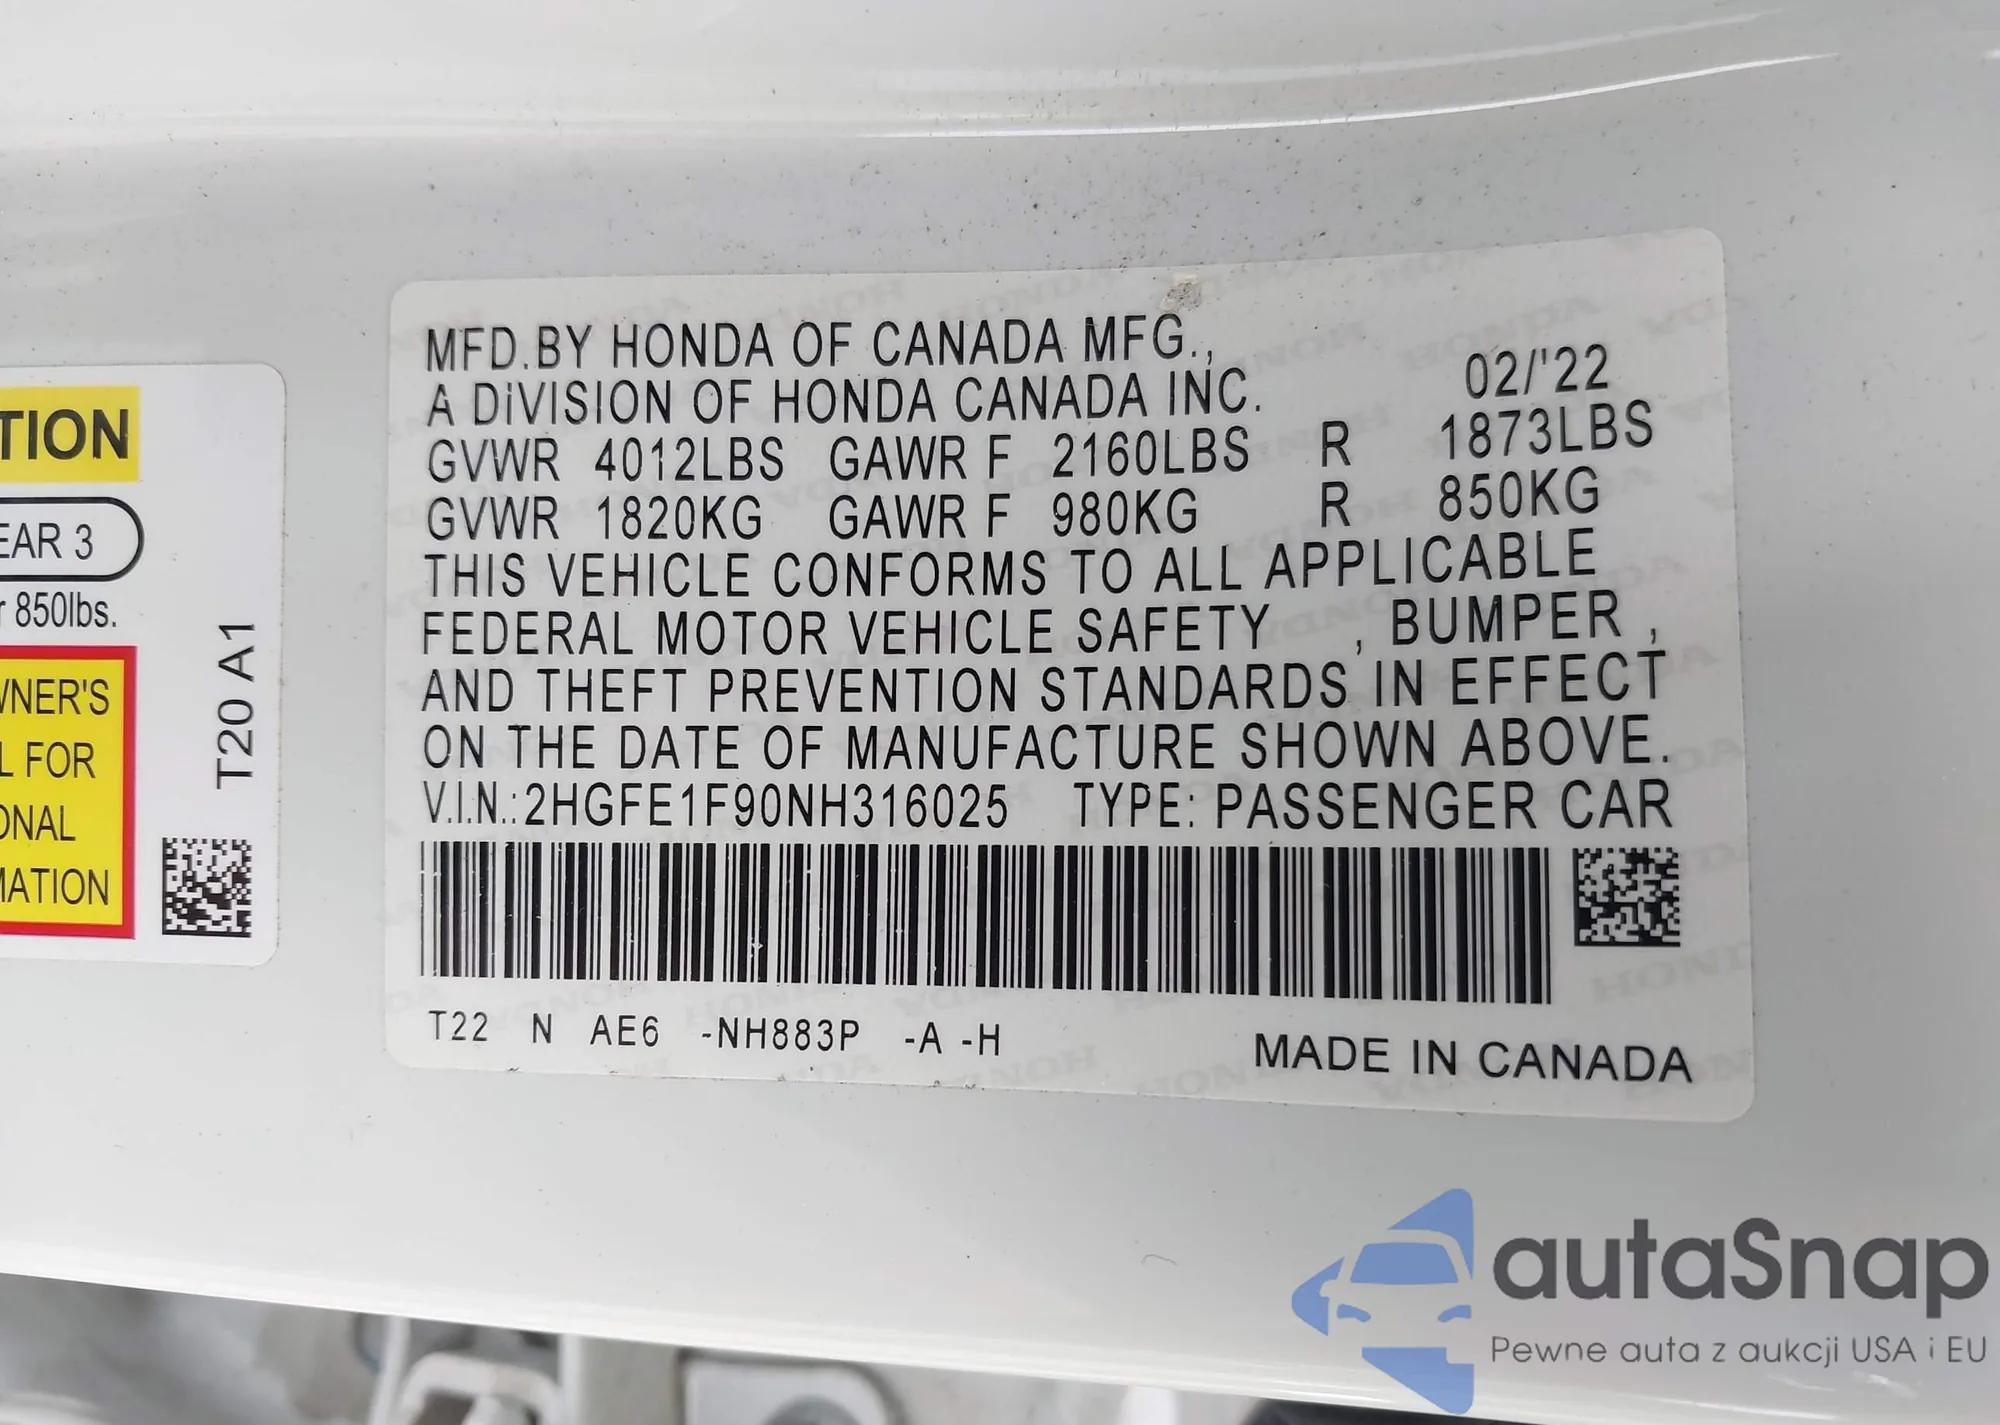 TION
EAR 3
r 850lbs.
WNER'S
L FOR
ONAL
MATION
T20 A1
MFD.BY HONDA OF CANADA MFG.,
A DIVISION OF HONDA CANADA INC. 02/'22
GVWR 4012LBS GAWR F 2160LBS R 1873LBS
GVWR 1820KG GAWR F 980KG R 850KG
THIS VEHICLE CONFORMS TO ALL APPLICABLE
FEDERAL MOTOR VEHICLE SAFETY , BUMPER ,
AND THEFT PREVENTION STANDARDS IN EFFECT
ON THE DATE OF MANUFACTURE SHOWN ABOVE.
V.I.N.:2HGFE1F90NH316025 TYPE: PASSENGER CAR
T22 N AE6 -NH883P -A -H
MADE IN CANADA
autaSnap
Pewne auta z aukcji USA i EU